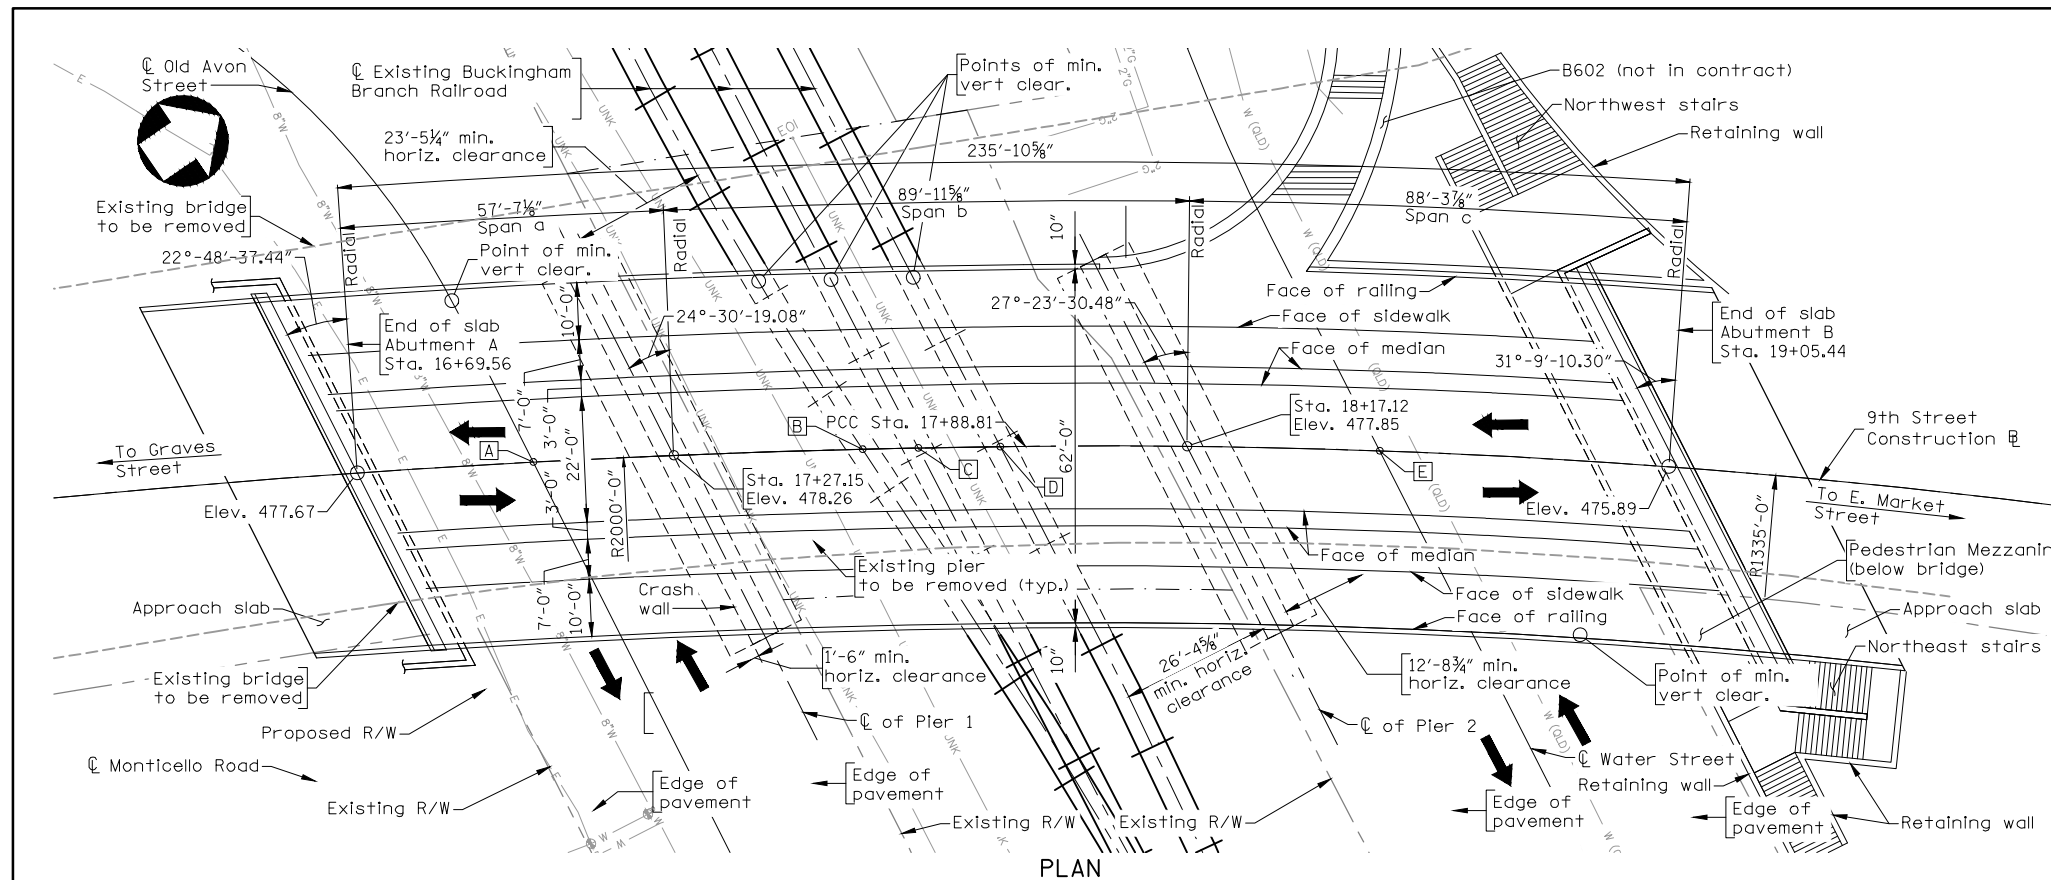 ℄ Old Avon
Street
℄ Existing Buckingham
Branch Railroad
Points of min.
vert clear.
B602 (not in contract)
Northwest stairs
Retaining wall
23'-5¼" min.
horiz. clearance
235'-10⅝"
Existing bridge
to be removed
57'-7⅛"
Span a
89'-11⅝"
Span b
88'-3⅞"
Span c
10"
Radial
Radial
Radial
Radial
22°-48'-37.44"
Point of min.
vert clear.
24°-30'-19.08"
27°-23'-30.48"
Face of railing
Face of sidewalk
Face of median
31°-9'-10.30"
End of slab
Abutment A
Sta. 16+69.56
End of slab
Abutment B
Sta. 19+05.44
10'-0"
7'-0"
3'-0"
22'-0"
3'-0"
7'-0"
10'-0"
To Graves
Street
A
B
PCC Sta. 17+88.81
C
D
E
Sta. 18+17.12
Elev. 477.85
9th Street
Construction ℄
Elev. 477.67
Sta. 17+27.15
Elev. 478.26
R2000'-0"
62'-0"
Elev. 475.89
To E. Market
Street
R1335'-0"
Face of median
Existing pier
to be removed (typ.)
Pedestrian Mezzanin
(below bridge)
Crash
wall
Face of sidewalk
Face of railing
Approach slab
Approach slab
Northeast stairs
Existing bridge
to be removed
1'-6" min.
horiz. clearance
10"
26'-4⅝"
min. horiz.
clearance
12'-8¾" min.
horiz. clearance
Point of min.
vert clear.
Proposed R/W
℄ of Pier 1
℄ of Pier 2
℄ Monticello Road
℄ Water Street
Existing R/W
Edge of
pavement
Edge of
pavement
Existing R/W
Existing R/W
Retaining wall
Edge of
pavement
Edge of
pavement
Retaining wall
PLAN